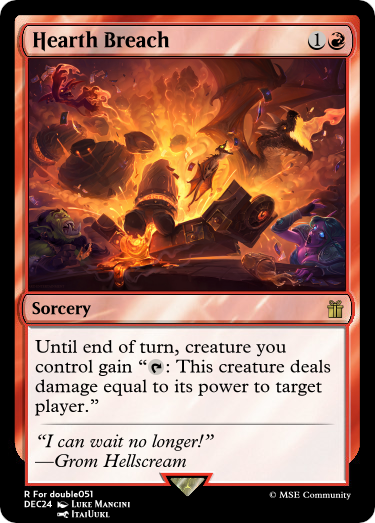 Hearth Breach 1
Sorcery
Until end of turn, creature you
control gain “: This creature deals
damage equal to its power to target
player.”
“I can wait no longer!”
—Grom Hellscream
R For double051
DEC24 Luke Mancini
ItaiUukl
© MSE Community